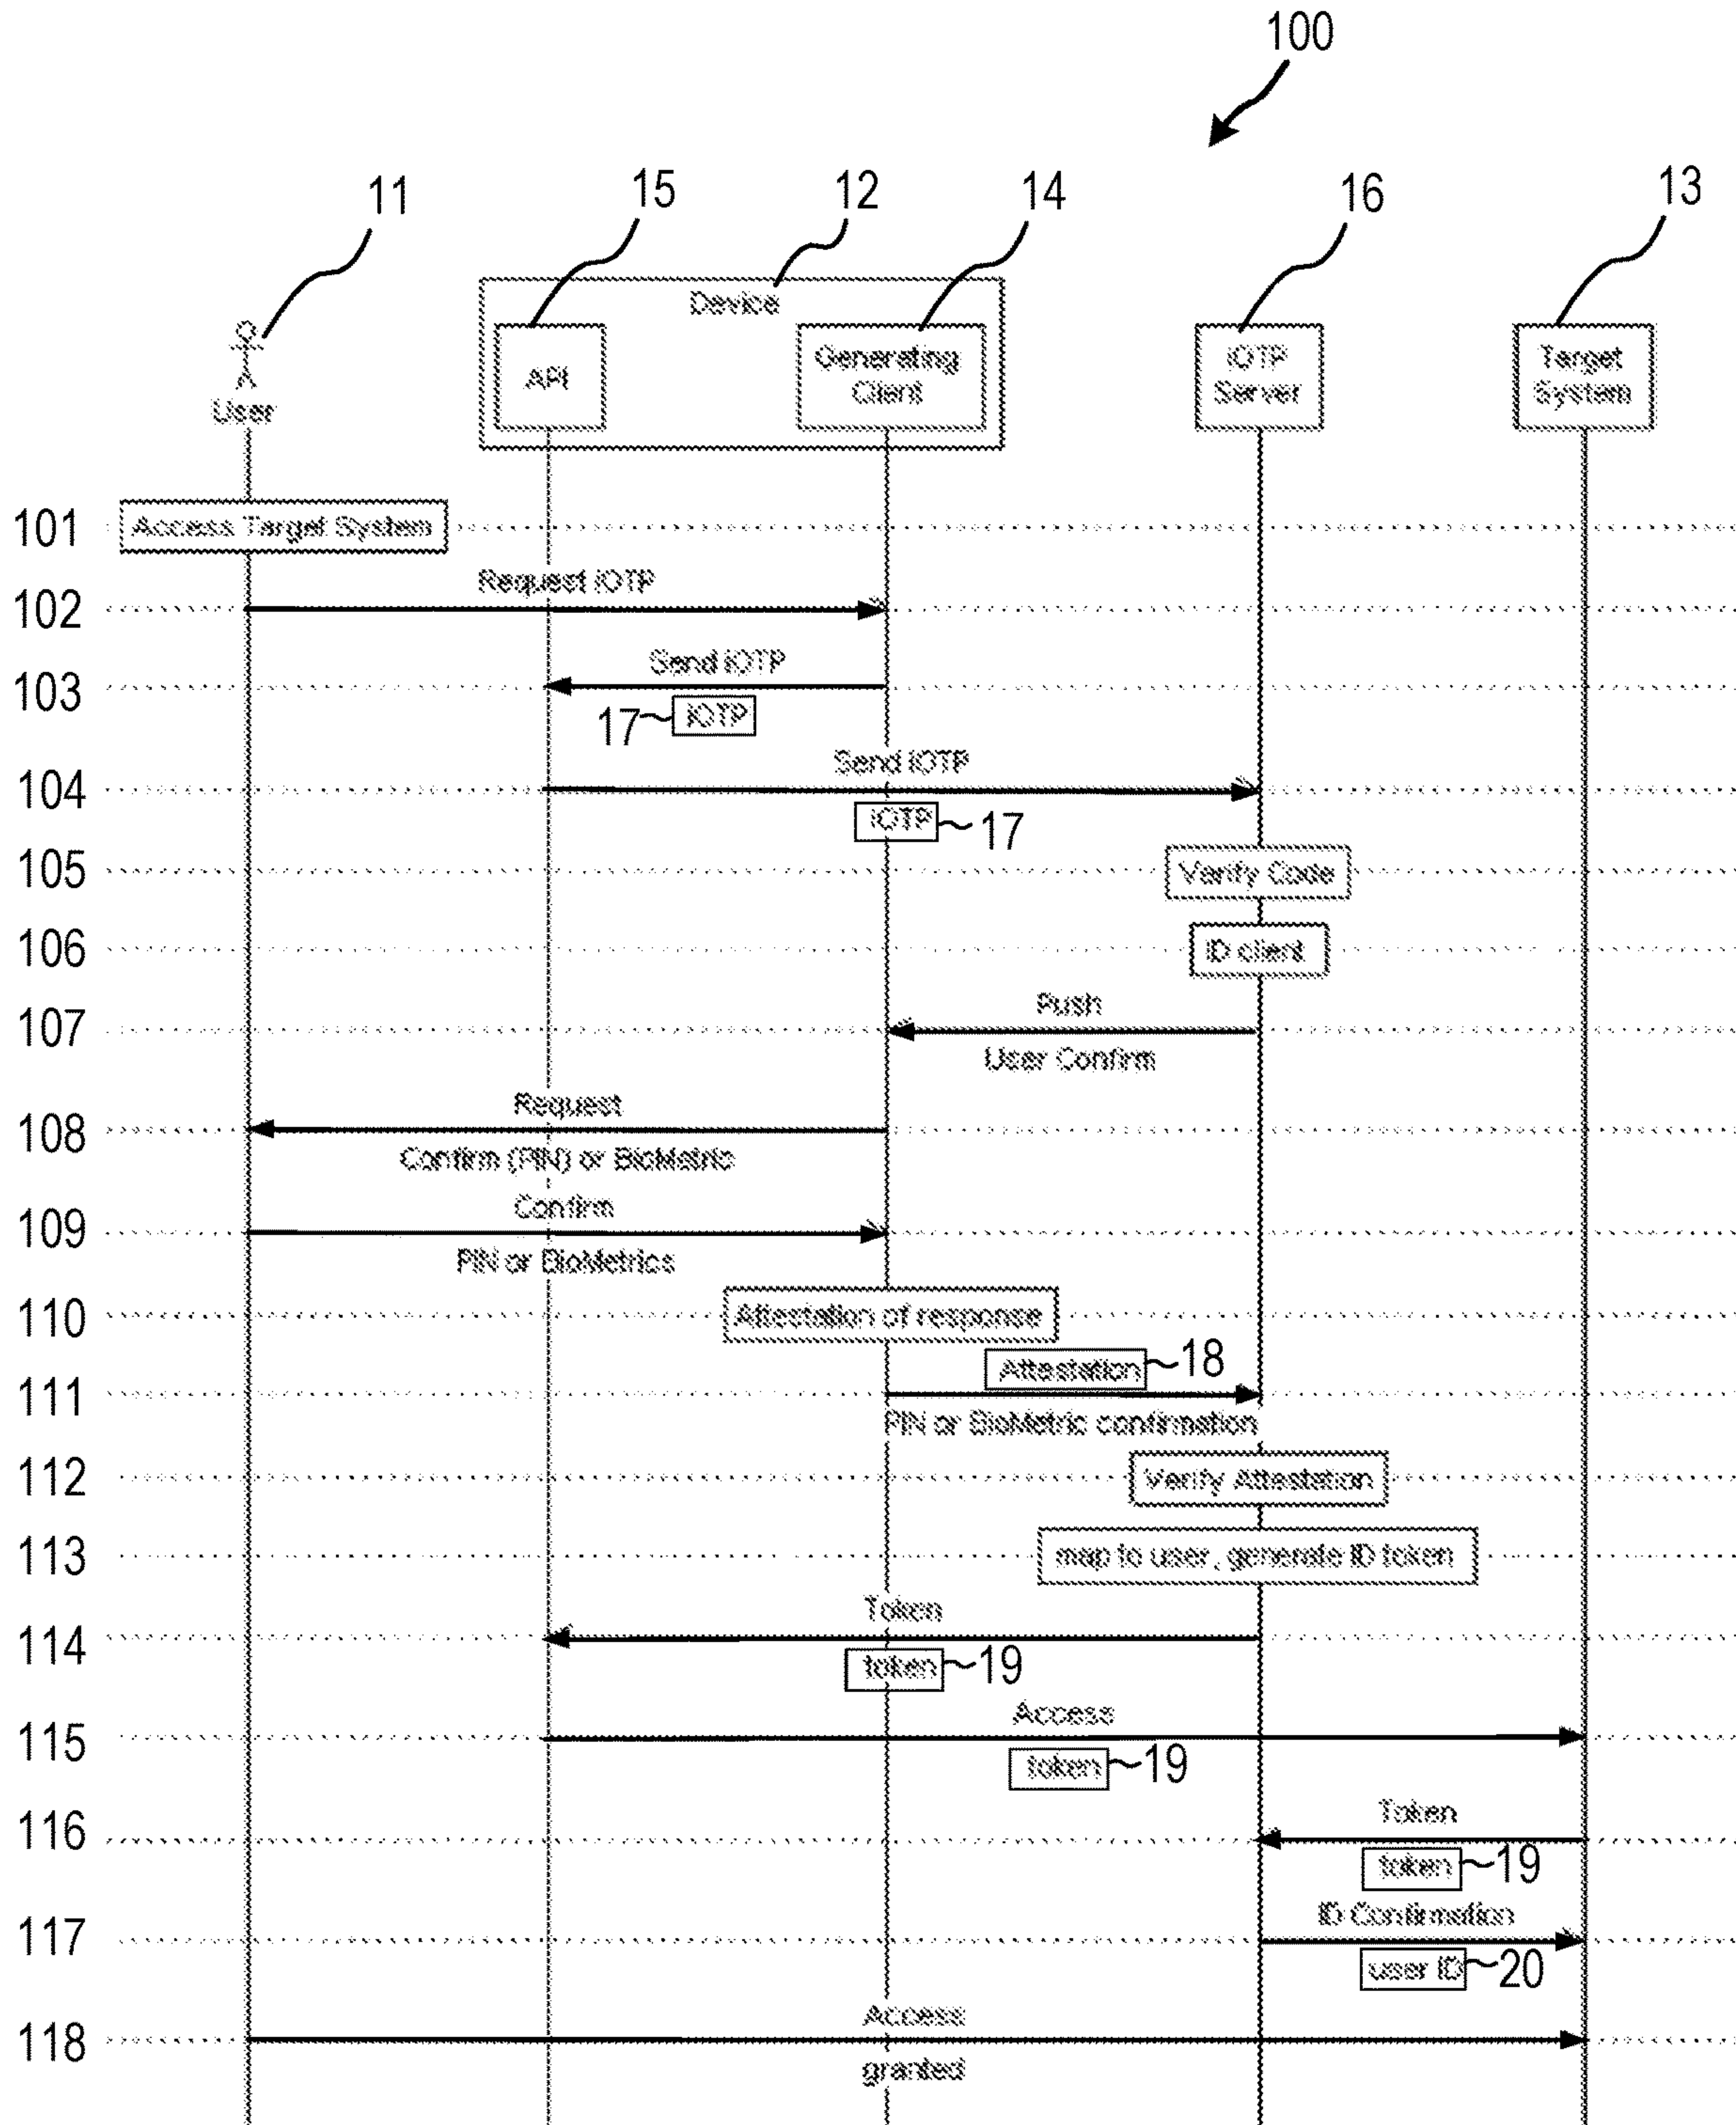 100
11
15
12
14
16
13
Device
User
API
Generating
Client
iOTP
Server
Target
System
101
Access Target System
Request iOTP
102
Send iOTP
103
17
iOTP
Send iOTP
104
iOTP
17
105
Verify Code
106
ID client
Push
107
User Confirm
Request
108
Confirm (PIN) or BioMetric
Confirm
109
PIN or BioMetrics
110
Attestation of response
Attestation
18
111
PIN or BioMetric confirmation
112
Verify Attestation
113
map to user, generate ID token
Token
114
token
19
Access
115
token
19
Token
116
token
19
ID Confirmation
117
user ID
20
Access
118
granted